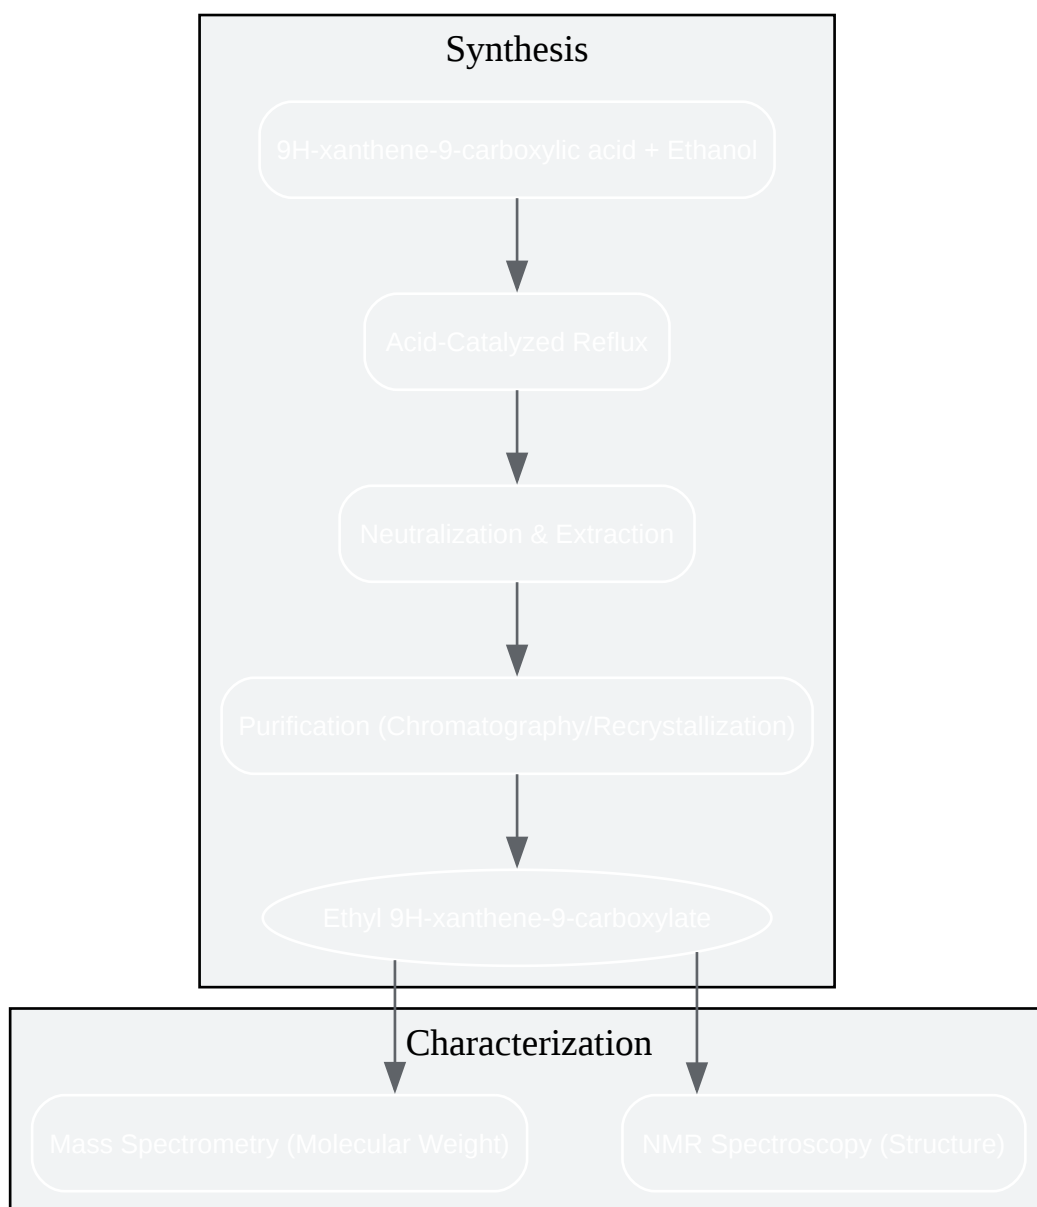 Synthesis
9H-xanthene-9-carboxylic acid + Ethanol
Acid-Catalyzed Reflux
Neutralization & Extraction
Purification (Chromatography/Recrystallization)
Ethyl 9H-xanthene-9-carboxylate
Characterization
Mass Spectrometry (Molecular Weight)
NMR Spectroscopy (Structure)